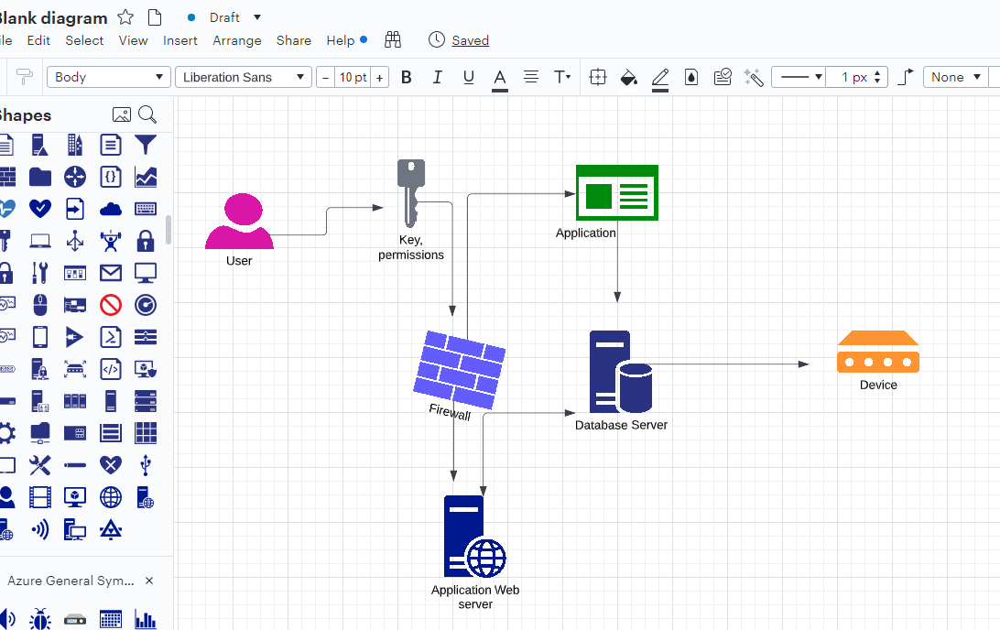 Blank diagram
Draft
ile Edit Select View Insert Arrange Share Help Saved
Body Liberation Sans − 10 pt + B I U A T 1 px None
Shapes
User
Key,
permissions
Application
Firewall
Database Server
Device
Application Web
server
Azure General Sym...